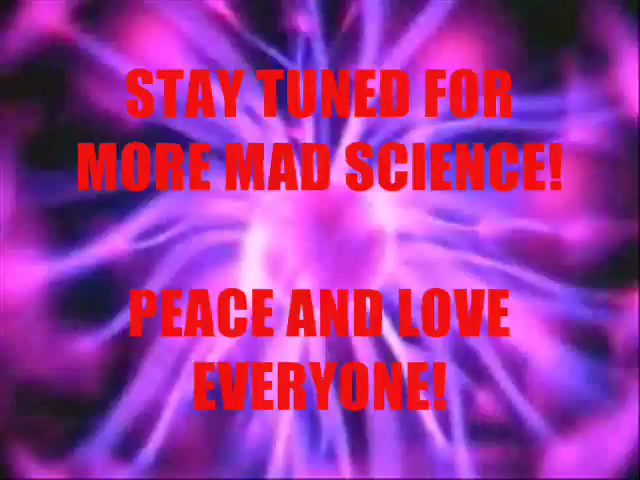 STAY TUNED FOR
MORE MAD SCIENCE!
PEACE AND LOVE
EVERYONE!